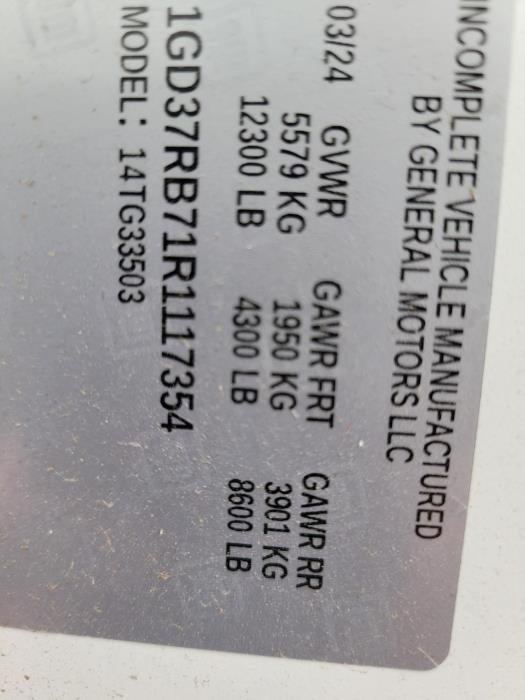 INCOMPLETE VEHICLE MANUFACTURED
BY GENERAL MOTORS LLC
03/24 GVWR GAWR FRT GAWR RR
5579 KG 1950 KG 3901 KG
12300 LB 4300 LB 8600 LB
1GD37RB71R1117354
MODEL: 14TG33503